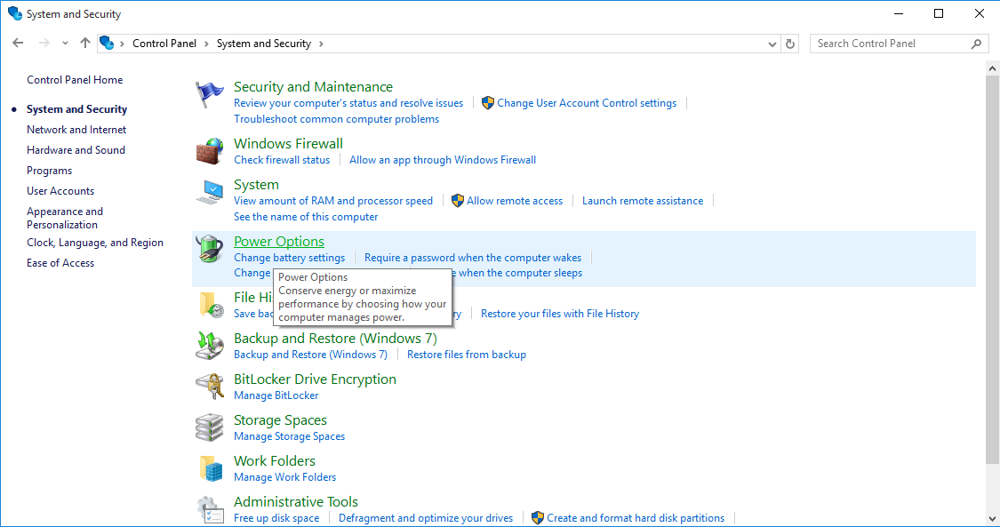 System and Security
Control Panel > System and Security >
Search Control Panel
Control Panel Home
System and Security
Network and Internet
Hardware and Sound
Programs
User Accounts
Appearance and
Personalization
Clock, Language, and Region
Ease of Access
Security and Maintenance
Review your computer's status and resolve issues
Change User Account Control settings
Troubleshoot common computer problems
Windows Firewall
Check firewall status
Allow an app through Windows Firewall
System
View amount of RAM and processor speed
Allow remote access
Launch remote assistance
See the name of this computer
Power Options
Change battery settings
Require a password when the computer wakes
Change
when the computer sleeps
Power Options
Conserve energy or maximize
performance by choosing how your
computer manages power.
File Hi
Save
Restore your files with File History
Backup and Restore (Windows 7)
Backup and Restore (Windows 7)
Restore files from backup
BitLocker Drive Encryption
Manage BitLocker
Storage Spaces
Manage Storage Spaces
Work Folders
Manage Work Folders
Administrative Tools
Free up disk space
Defragment and optimize your drives
Create and format hard disk partitions